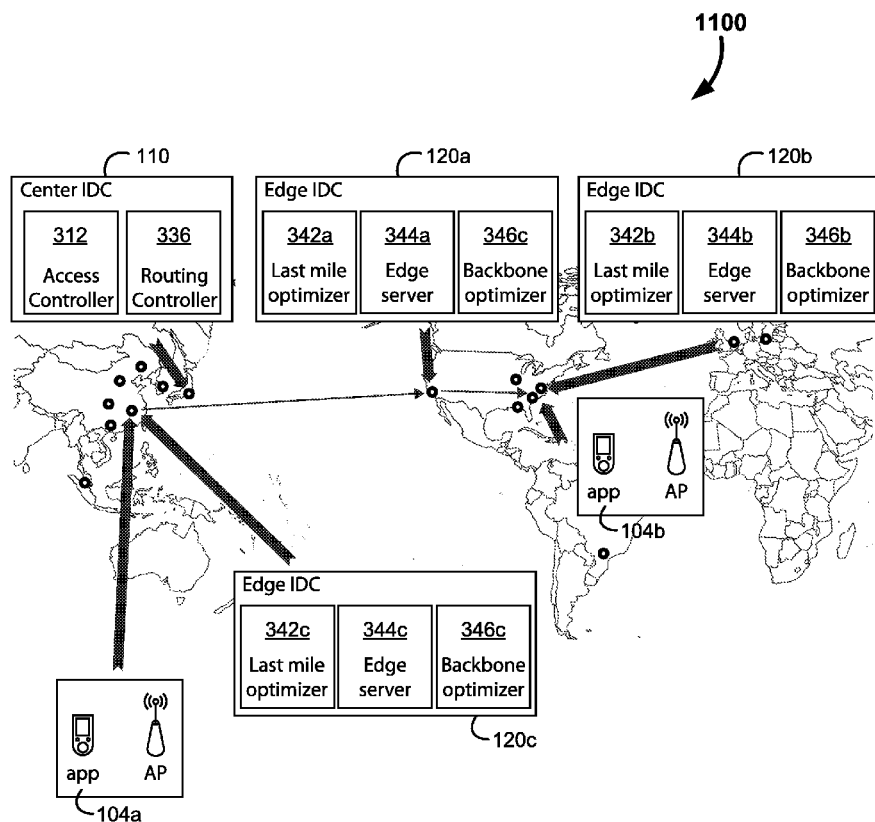 1100
110
120a
120b
Center IDC
312
Access
Controller
336
Routing
Controller
Edge IDC
342a
Last mile
optimizer
344a
Edge
server
346c
Backbone
optimizer
Edge IDC
342b
Last mile
optimizer
344b
Edge
server
346b
Backbone
optimizer
app
AP
104b
Edge IDC
342c
Last mile
optimizer
344c
Edge
server
346c
Backbone
optimizer
120c
app
AP
104a